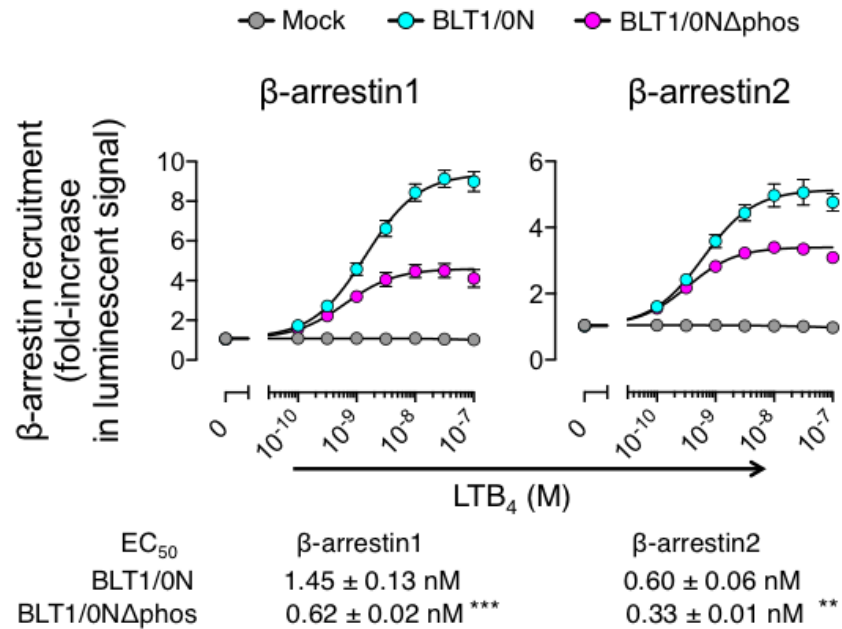 Mock BLT1/0N BLT1/0NΔphos
β-arrestin1 β-arrestin2
β-arrestin recruitment
(fold-increase
in luminescent signal)
10
8
6
4
2
0
6
4
2
0
0 10⁻¹⁰ 10⁻⁹ 10⁻⁸ 10⁻⁷ 0 10⁻¹⁰ 10⁻⁹ 10⁻⁸ 10⁻⁷
LTB₄ (M)
EC₅₀ β-arrestin1 β-arrestin2
BLT1/0N 1.45 ± 0.13 nM 0.60 ± 0.06 nM
BLT1/0NΔphos 0.62 ± 0.02 nM *** 0.33 ± 0.01 nM **